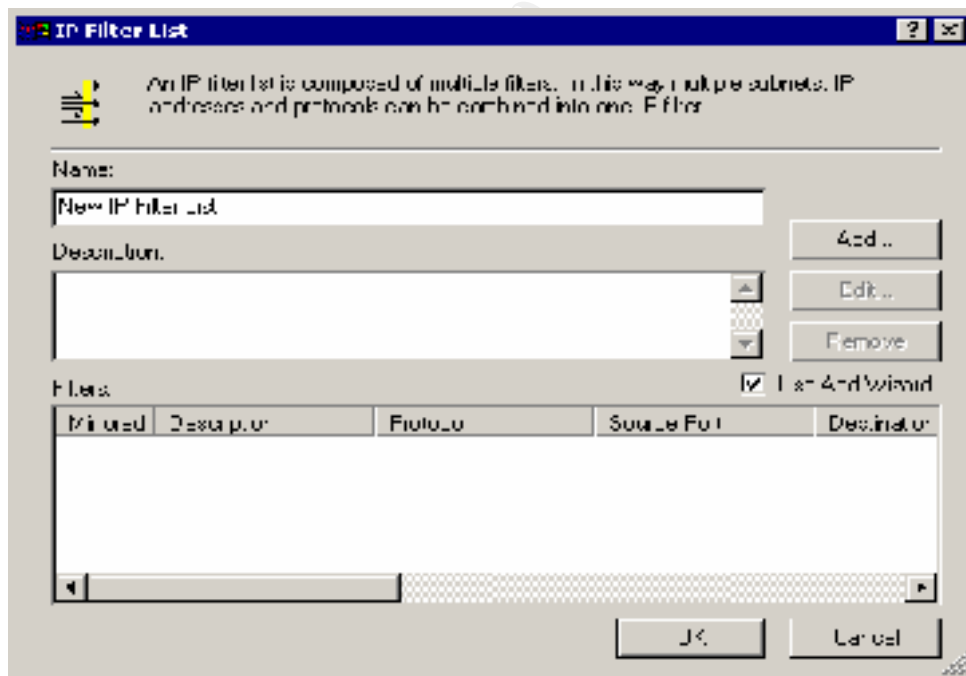 IP Filter List
An IP filter list is composed of multiple filters. In this way multiple subnets, IP
addresses and protocols can be combined into one IP filter.
Name:
New IP Filter List
Add...
Description:
Edit...
Remove
Filters:
Use Add Wizard
Mirrored Description Protocol Source Port Destination
OK
Cancel